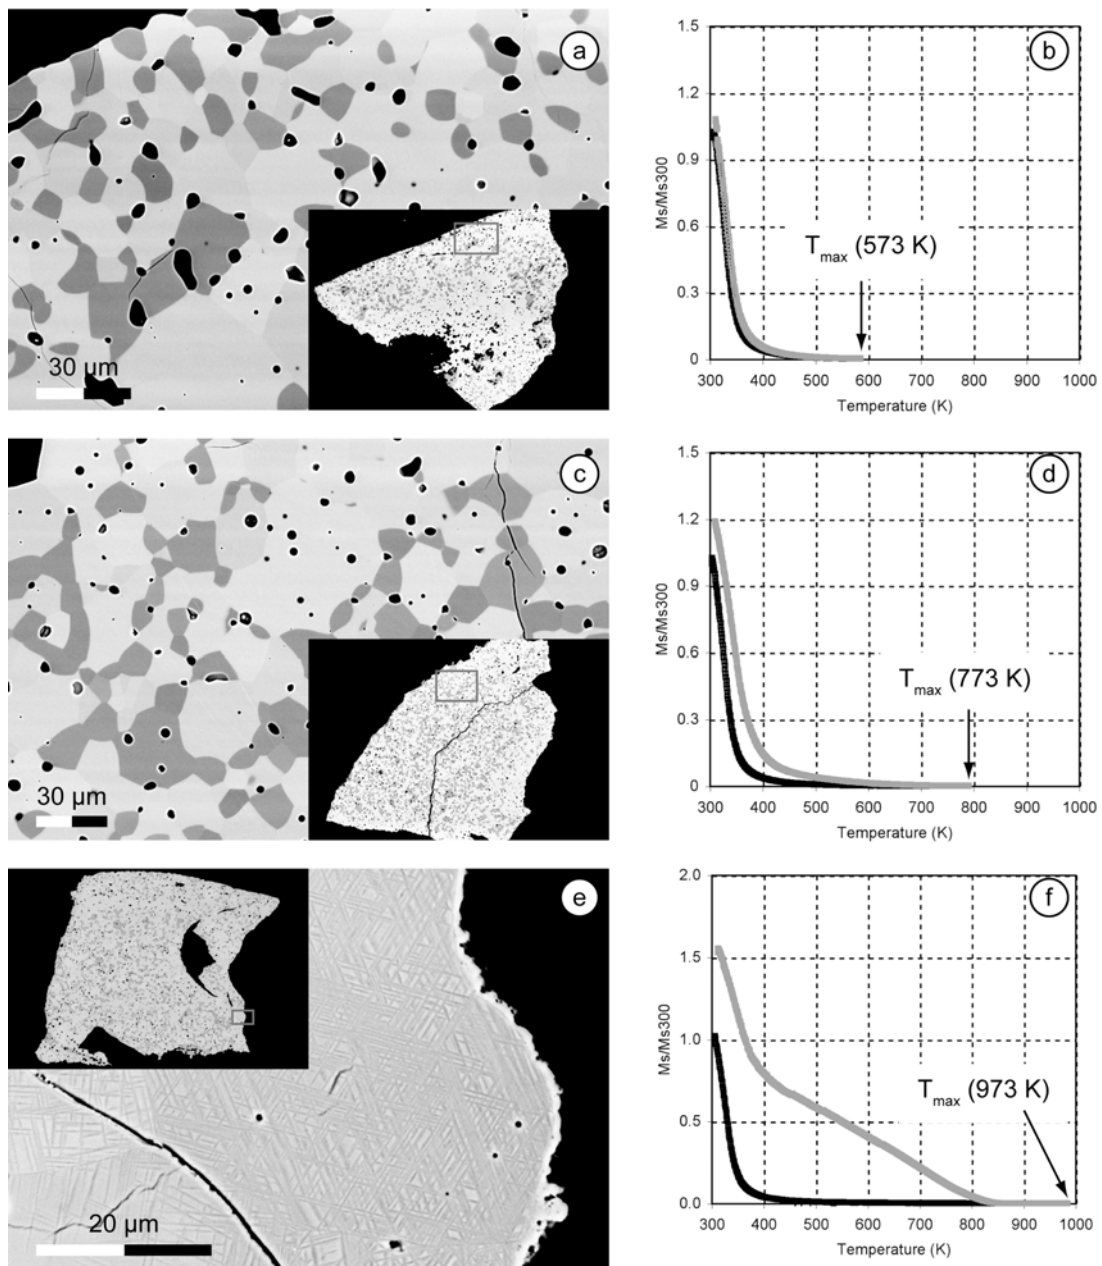 a
30 µm
b
1.5
1.2
0.9
0.6
0.3
0
Ms/Ms300
Tmax (573 K)
300 400 500 600 700 800 900 1000
Temperature (K)
c
30 µm
d
1.5
1.2
0.9
0.6
0.3
0
Ms/Ms300
Tmax (773 K)
300 400 500 600 700 800 900 1000
Temperature (K)
e
20 µm
f
2.0
1.5
1.0
0.5
0.0
Ms/Ms300
Tmax (973 K)
300 400 500 600 700 800 900 1000
Temperature (K)